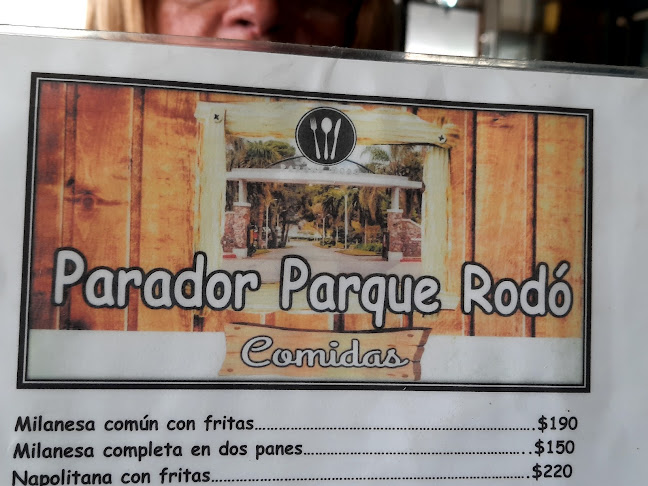 Parador Parque Rodó
Comidas
Milanesa común con fritas.......................................................$190
Milanesa completa en dos panes.............................................$150
Napolitana con fritas................................................................$220